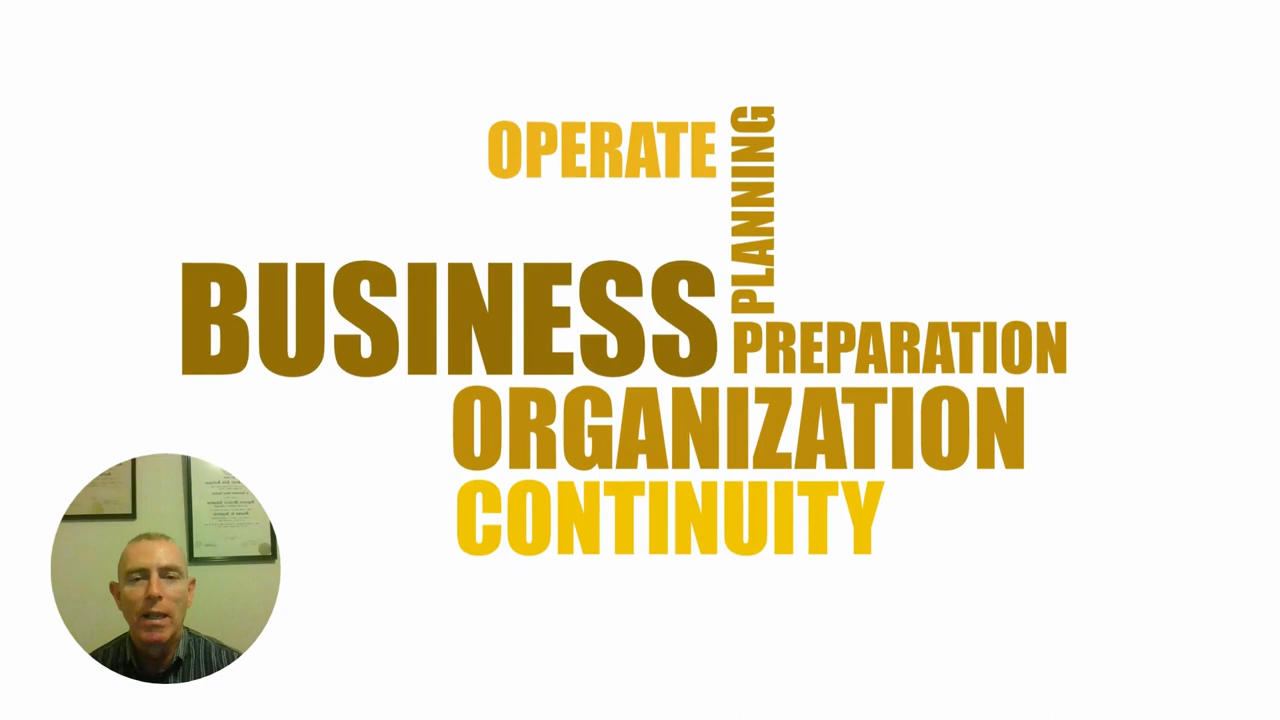 OPERATE
PLANNING
BUSINESS
PREPARATION
ORGANIZATION
CONTINUITY